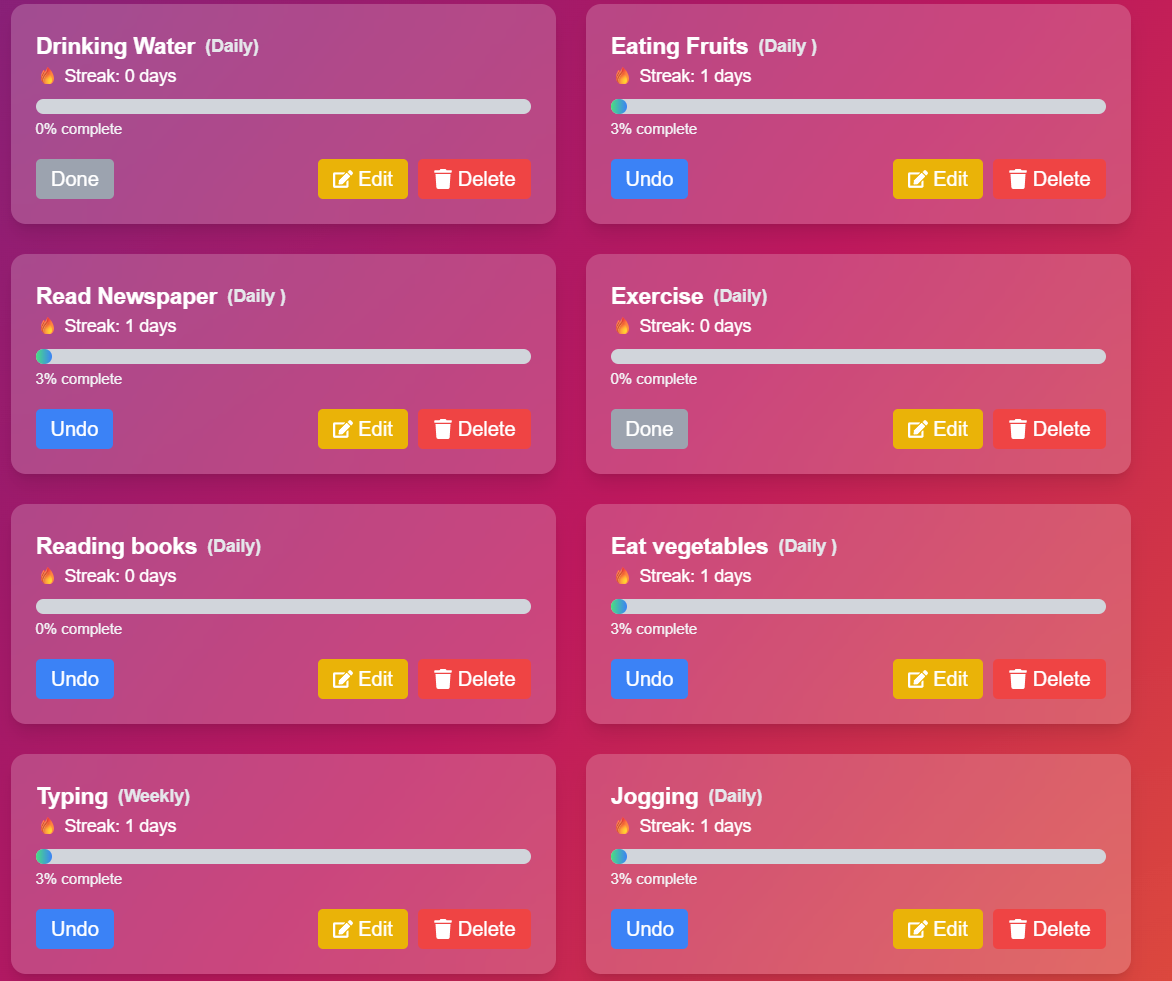 Drinking Water (Daily)
🔥 Streak: 0 days
0% complete
Done Edit Delete
Eating Fruits (Daily )
🔥 Streak: 1 days
3% complete
Undo Edit Delete
Read Newspaper (Daily )
🔥 Streak: 1 days
3% complete
Undo Edit Delete
Exercise (Daily)
🔥 Streak: 0 days
0% complete
Done Edit Delete
Reading books (Daily)
🔥 Streak: 0 days
0% complete
Undo Edit Delete
Eat vegetables (Daily )
🔥 Streak: 1 days
3% complete
Undo Edit Delete
Typing (Weekly)
🔥 Streak: 1 days
3% complete
Undo Edit Delete
Jogging (Daily)
🔥 Streak: 1 days
3% complete
Undo Edit Delete